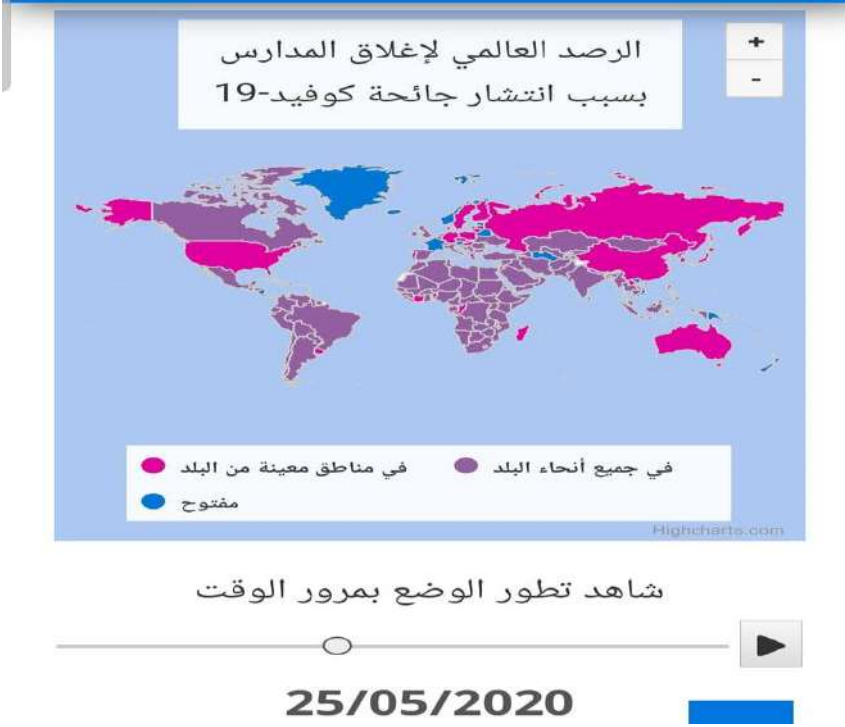 الرصد العالمي لإغلاق المدارس
بسبب انتشار جائحة كوفيد-19
+
-
في جميع أنحاء البلد
في مناطق معينة من البلد
مفتوح
Highcharts.com
شاهد تطور الوضع بمرور الوقت
25/05/2020